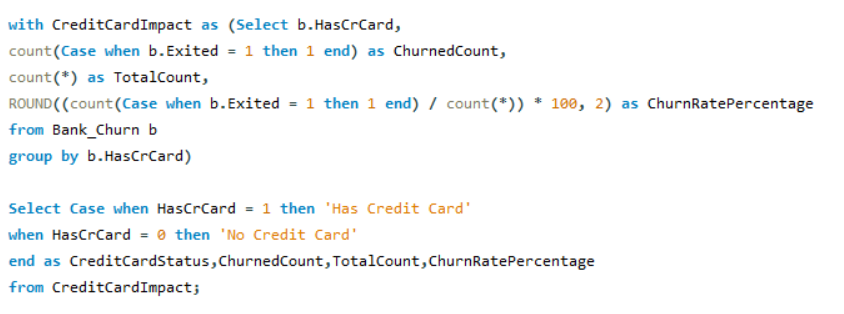 with CreditCardImpact as (Select b.HasCrCard,
count(Case when b.Exited = 1 then 1 end) as ChurnedCount,
count(*) as TotalCount,
ROUND((count(Case when b.Exited = 1 then 1 end) / count(*)) * 100, 2) as ChurnRatePercentage
from Bank_Churn b
group by b.HasCrCard)
Select Case when HasCrCard = 1 then 'Has Credit Card'
when HasCrCard = 0 then 'No Credit Card'
end as CreditCardStatus,ChurnedCount,TotalCount,ChurnRatePercentage
from CreditCardImpact;